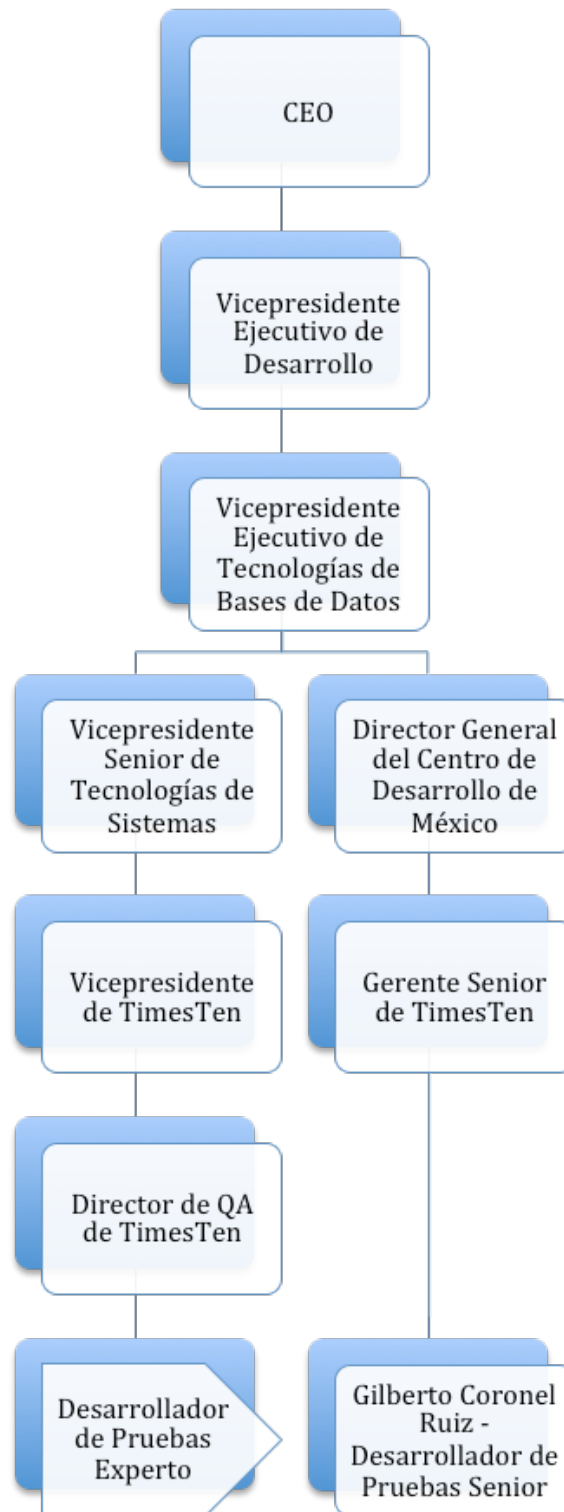 CEO
Vicepresidente
Ejecutivo de
Desarrollo
Vicepresidente
Ejecutivo de
Tecnologías de
Bases de Datos
Vicepresidente
Senior de
Tecnologías de
Sistemas
Director General
del Centro de
Desarrollo de
México
Vicepresidente
de TimesTen
Gerente Senior
de TimesTen
Director de QA
de TimesTen
Desarrollador
de Pruebas
Experto
Gilberto Coronel
Ruiz -
Desarrollador de
Pruebas Senior